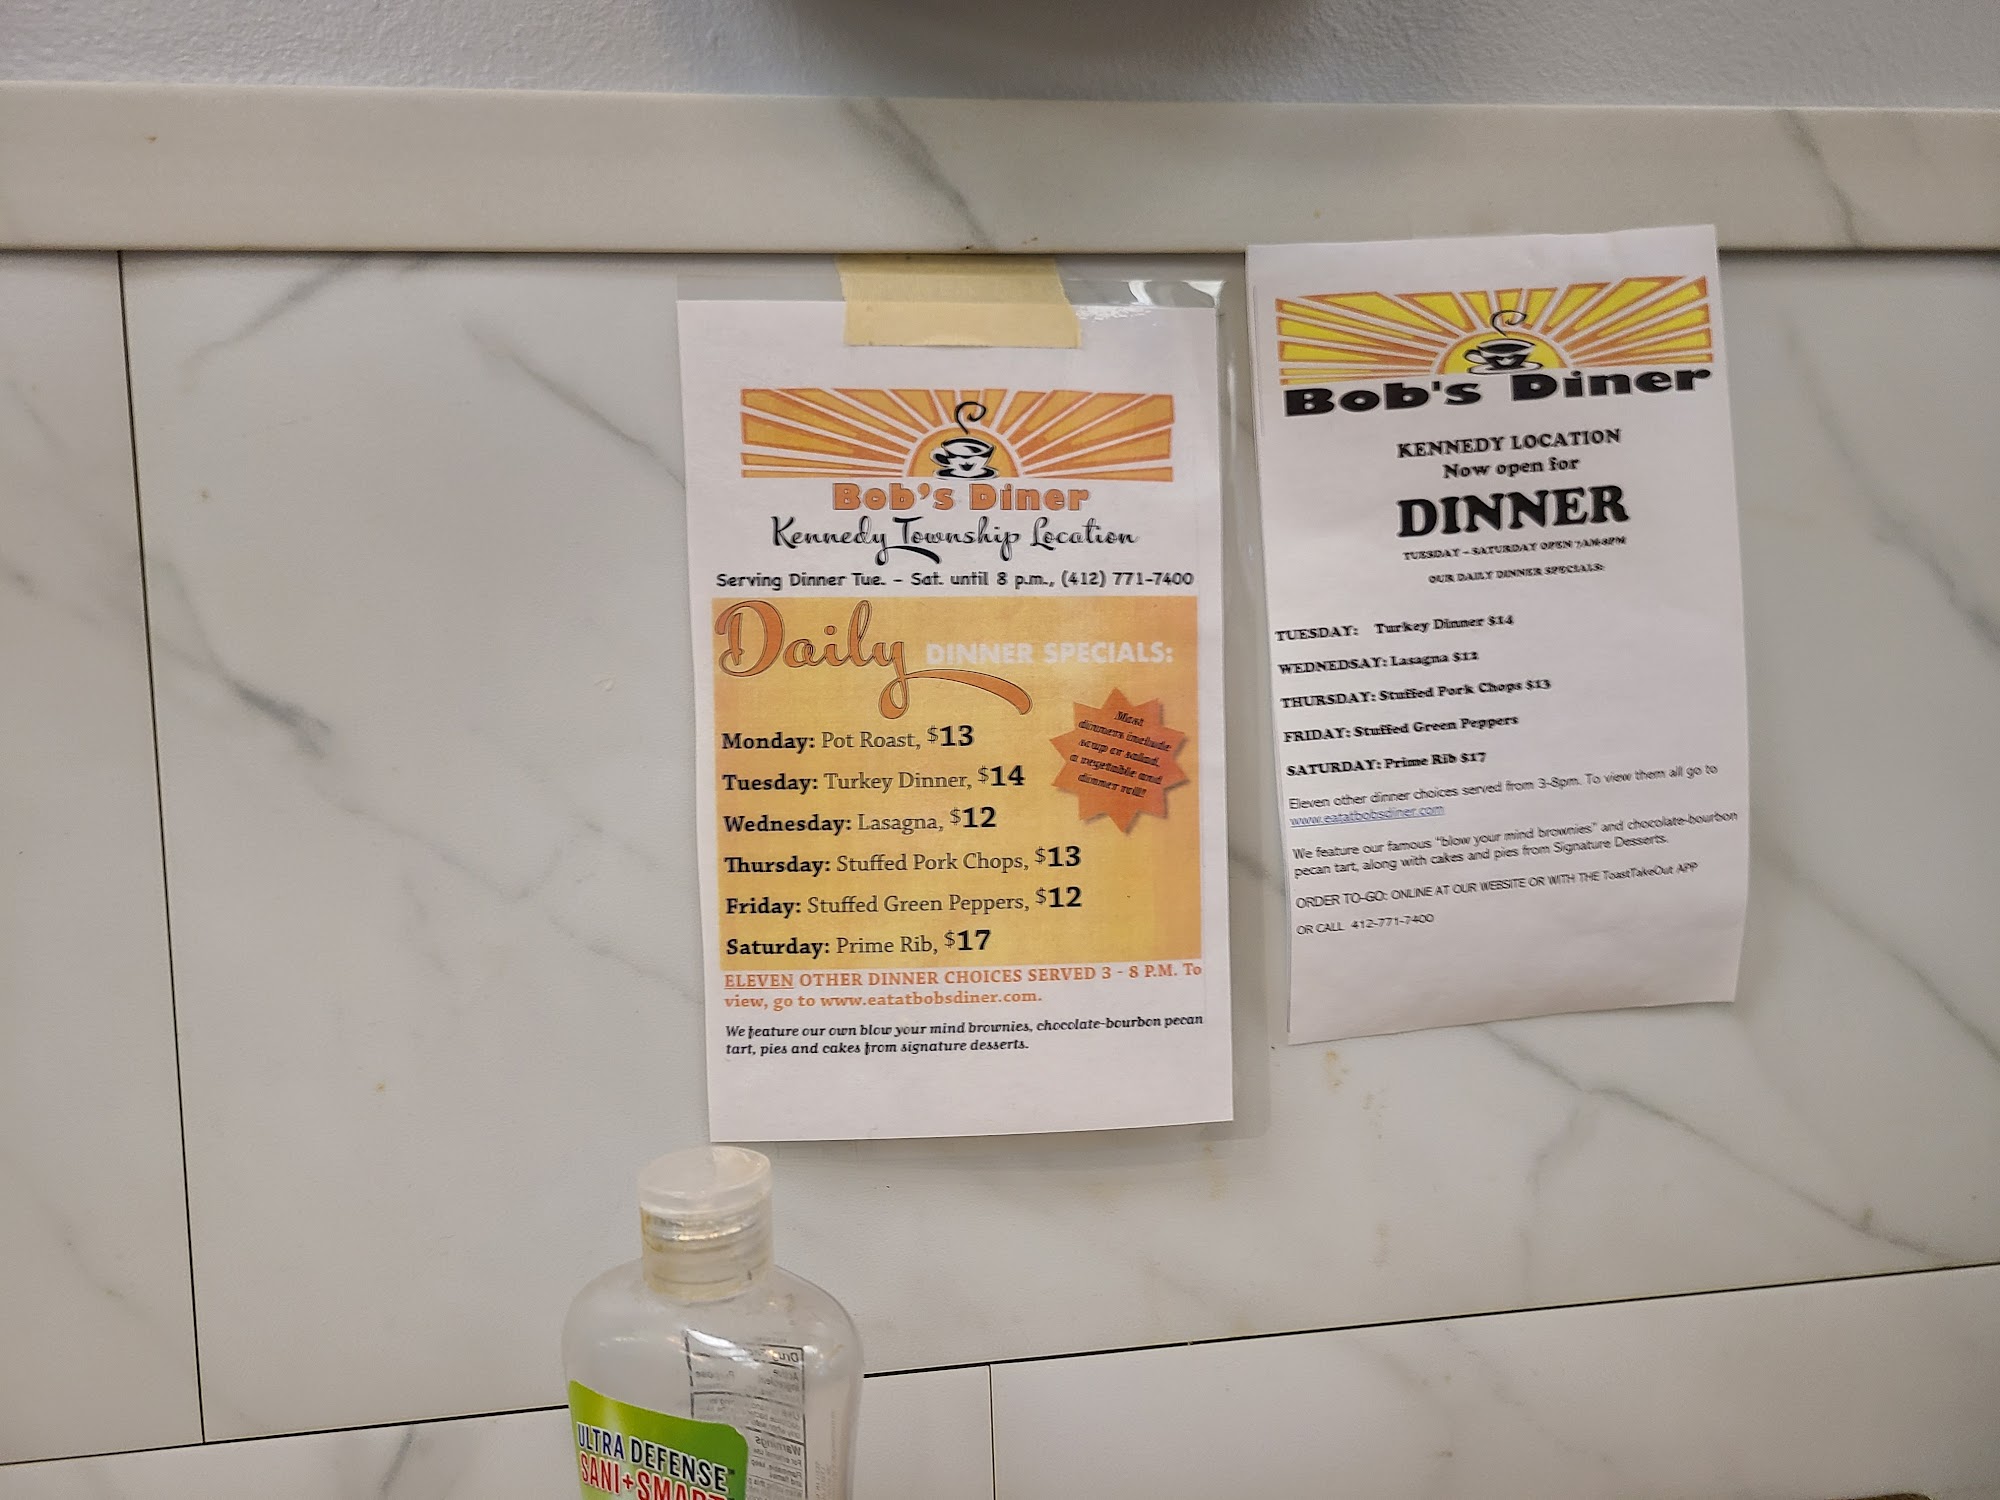 Bob's Diner
Kennedy Township Location
Serving Dinner Tue. – Sat. until 8 p.m., (412) 771-7400
Daily DINNER SPECIALS:
Most
dinners include
soup or salad,
a vegetable and
dinner roll!
Monday: Pot Roast, $13
Tuesday: Turkey Dinner, $14
Wednesday: Lasagna, $12
Thursday: Stuffed Pork Chops, $13
Friday: Stuffed Green Peppers, $12
Saturday: Prime Rib, $17
ELEVEN OTHER DINNER CHOICES SERVED 3 - 8 P.M. To
view, go to www.eatatbobsdiner.com.
We feature our own blow your mind brownies, chocolate-bourbon pecan
tart, pies and cakes from signature desserts.
Bob's Diner
KENNEDY LOCATION
Now open for
DINNER
TUESDAY – SATURDAY OPEN 7AM-8PM
OUR DAILY DINNER SPECIALS:
TUESDAY: Turkey Dinner $14
WEDNEDSAY: Lasagna $12
THURSDAY: Stuffed Pork Chops $13
FRIDAY: Stuffed Green Peppers
SATURDAY: Prime Rib $17
Eleven other dinner choices served from 3-8pm. To view them all go to
www.eatatbobsdiner.com
We feature our famous "blow your mind brownies" and chocolate-bourbon
pecan tart, along with cakes and pies from Signature Desserts.
ORDER TO-GO: ONLINE AT OUR WEBSITE OR WITH THE ToastTakeOut APP
OR CALL 412-771-7400
ULTRA DEFENSE™
SANI+SMART
Warnings